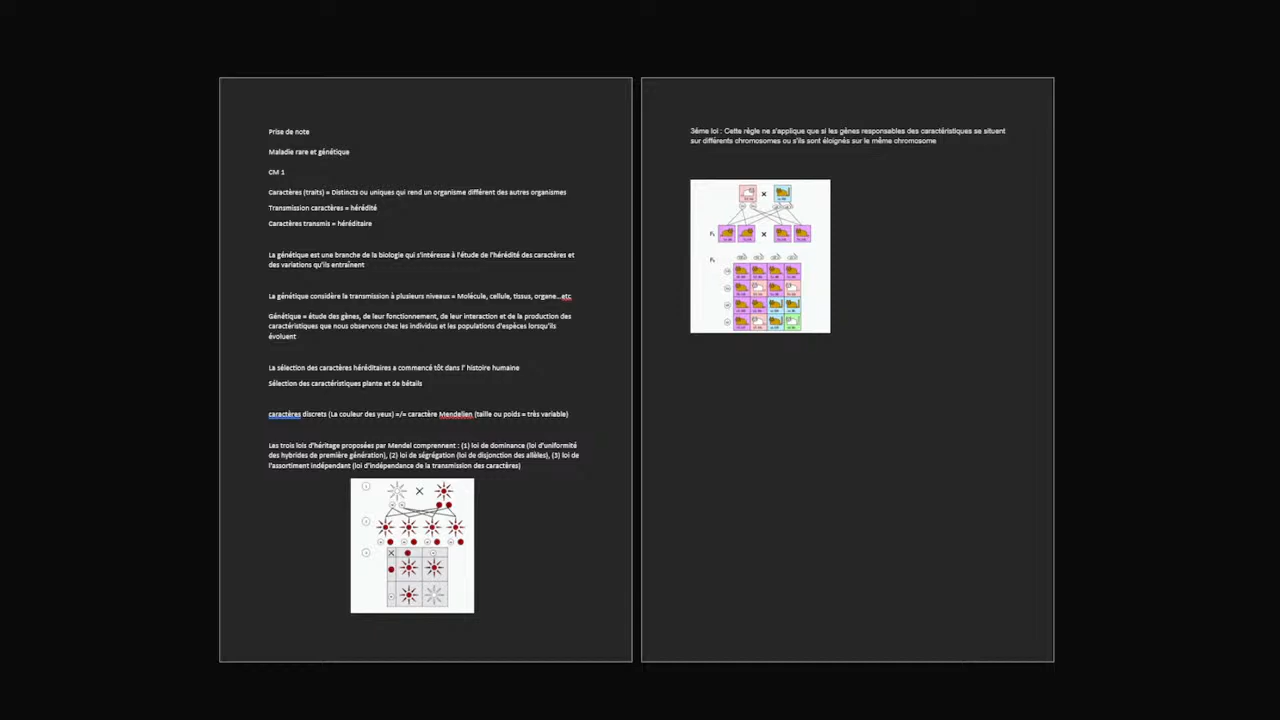 Prise de note
Maladie rare et génétique
CM 1
Caractères (traits) = Distincts ou uniques qui rend un organisme différent des autres organismes
Transmission caractères = hérédité
Caractères transmis = héréditaire
La génétique est une branche de la biologie qui s'intéresse à l'étude de l'hérédité des caractères et
des variations qu'ils entraînent
La génétique considère la transmission à plusieurs niveaux = Molécule, cellule, tissus, organe...etc
Génétique = étude des gènes, de leur fonctionnement, de leur interaction et de la production des
caractéristiques que nous observons chez les individus et les populations d'espèces lorsqu'ils
évoluent
La sélection des caractères héréditaires a commencé tôt dans l' histoire humaine
Sélection des caractéristiques plante et de bétails
caractères discrets (La couleur des yeux) =/= caractère Mendelien (taille ou poids = très variable)
Les trois lois d'héritage proposées par Mendel comprennent : (1) loi de dominance (loi d'uniformité
des hybrides de première génération), (2) loi de ségrégation (loi de disjonction des allèles), (3) loi de
l'assortiment indépendant (loi d'indépendance de la transmission des caractères)
3ème loi : Cette règle ne s'applique que si les gènes responsables des caractéristiques se situent
sur différents chromosomes ou s'ils sont éloignés sur le même chromosome